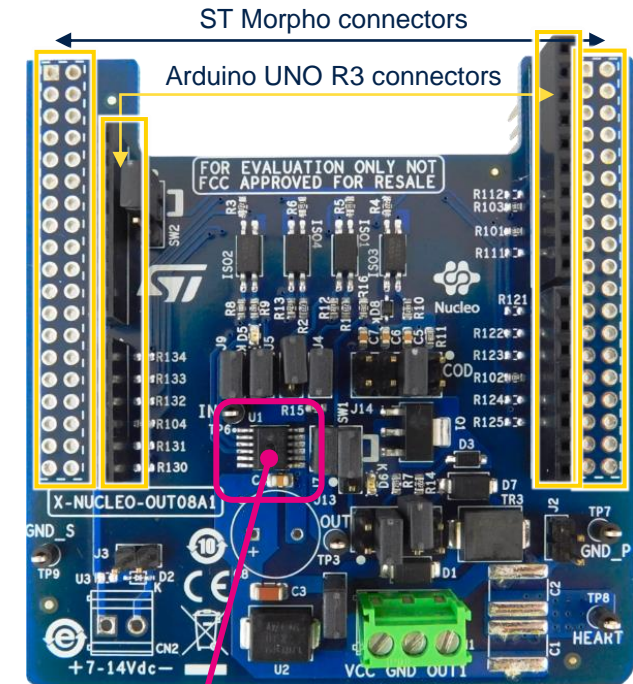 ST Morpho connectors
Arduino UNO R3 connectors
FOR EVALUATION ONLY NOT
FCC APPROVED FOR RESALE
R3
R6
R5
R4
R112
R103
R101
R111
SW2
ISO2
ISO4
ISO1
ISO3
ST
Nucleo
R8
R9
R13
R2
R12
R16
D8
R10
R121
R122
R123
R102
R124
R125
J9
D5
J5
J4
C7
C6
C5
R11
COD
R134
R133
R132
R104
R131
R130
IN
U1
TP6
R15
SW1
J14
Q1
D3
D9
R7
R14
D7
TR3
X-NUCLEO-OUT08A1
GND_S
TP9
J3
U3
D2
K
10
CE
J13
OUT
TP3
D1
J2
TP7
GND_P
TP8
HEART
C2
C1
C3
CN2
e
+7-14Vdc-
U2
VCC GND OUT1